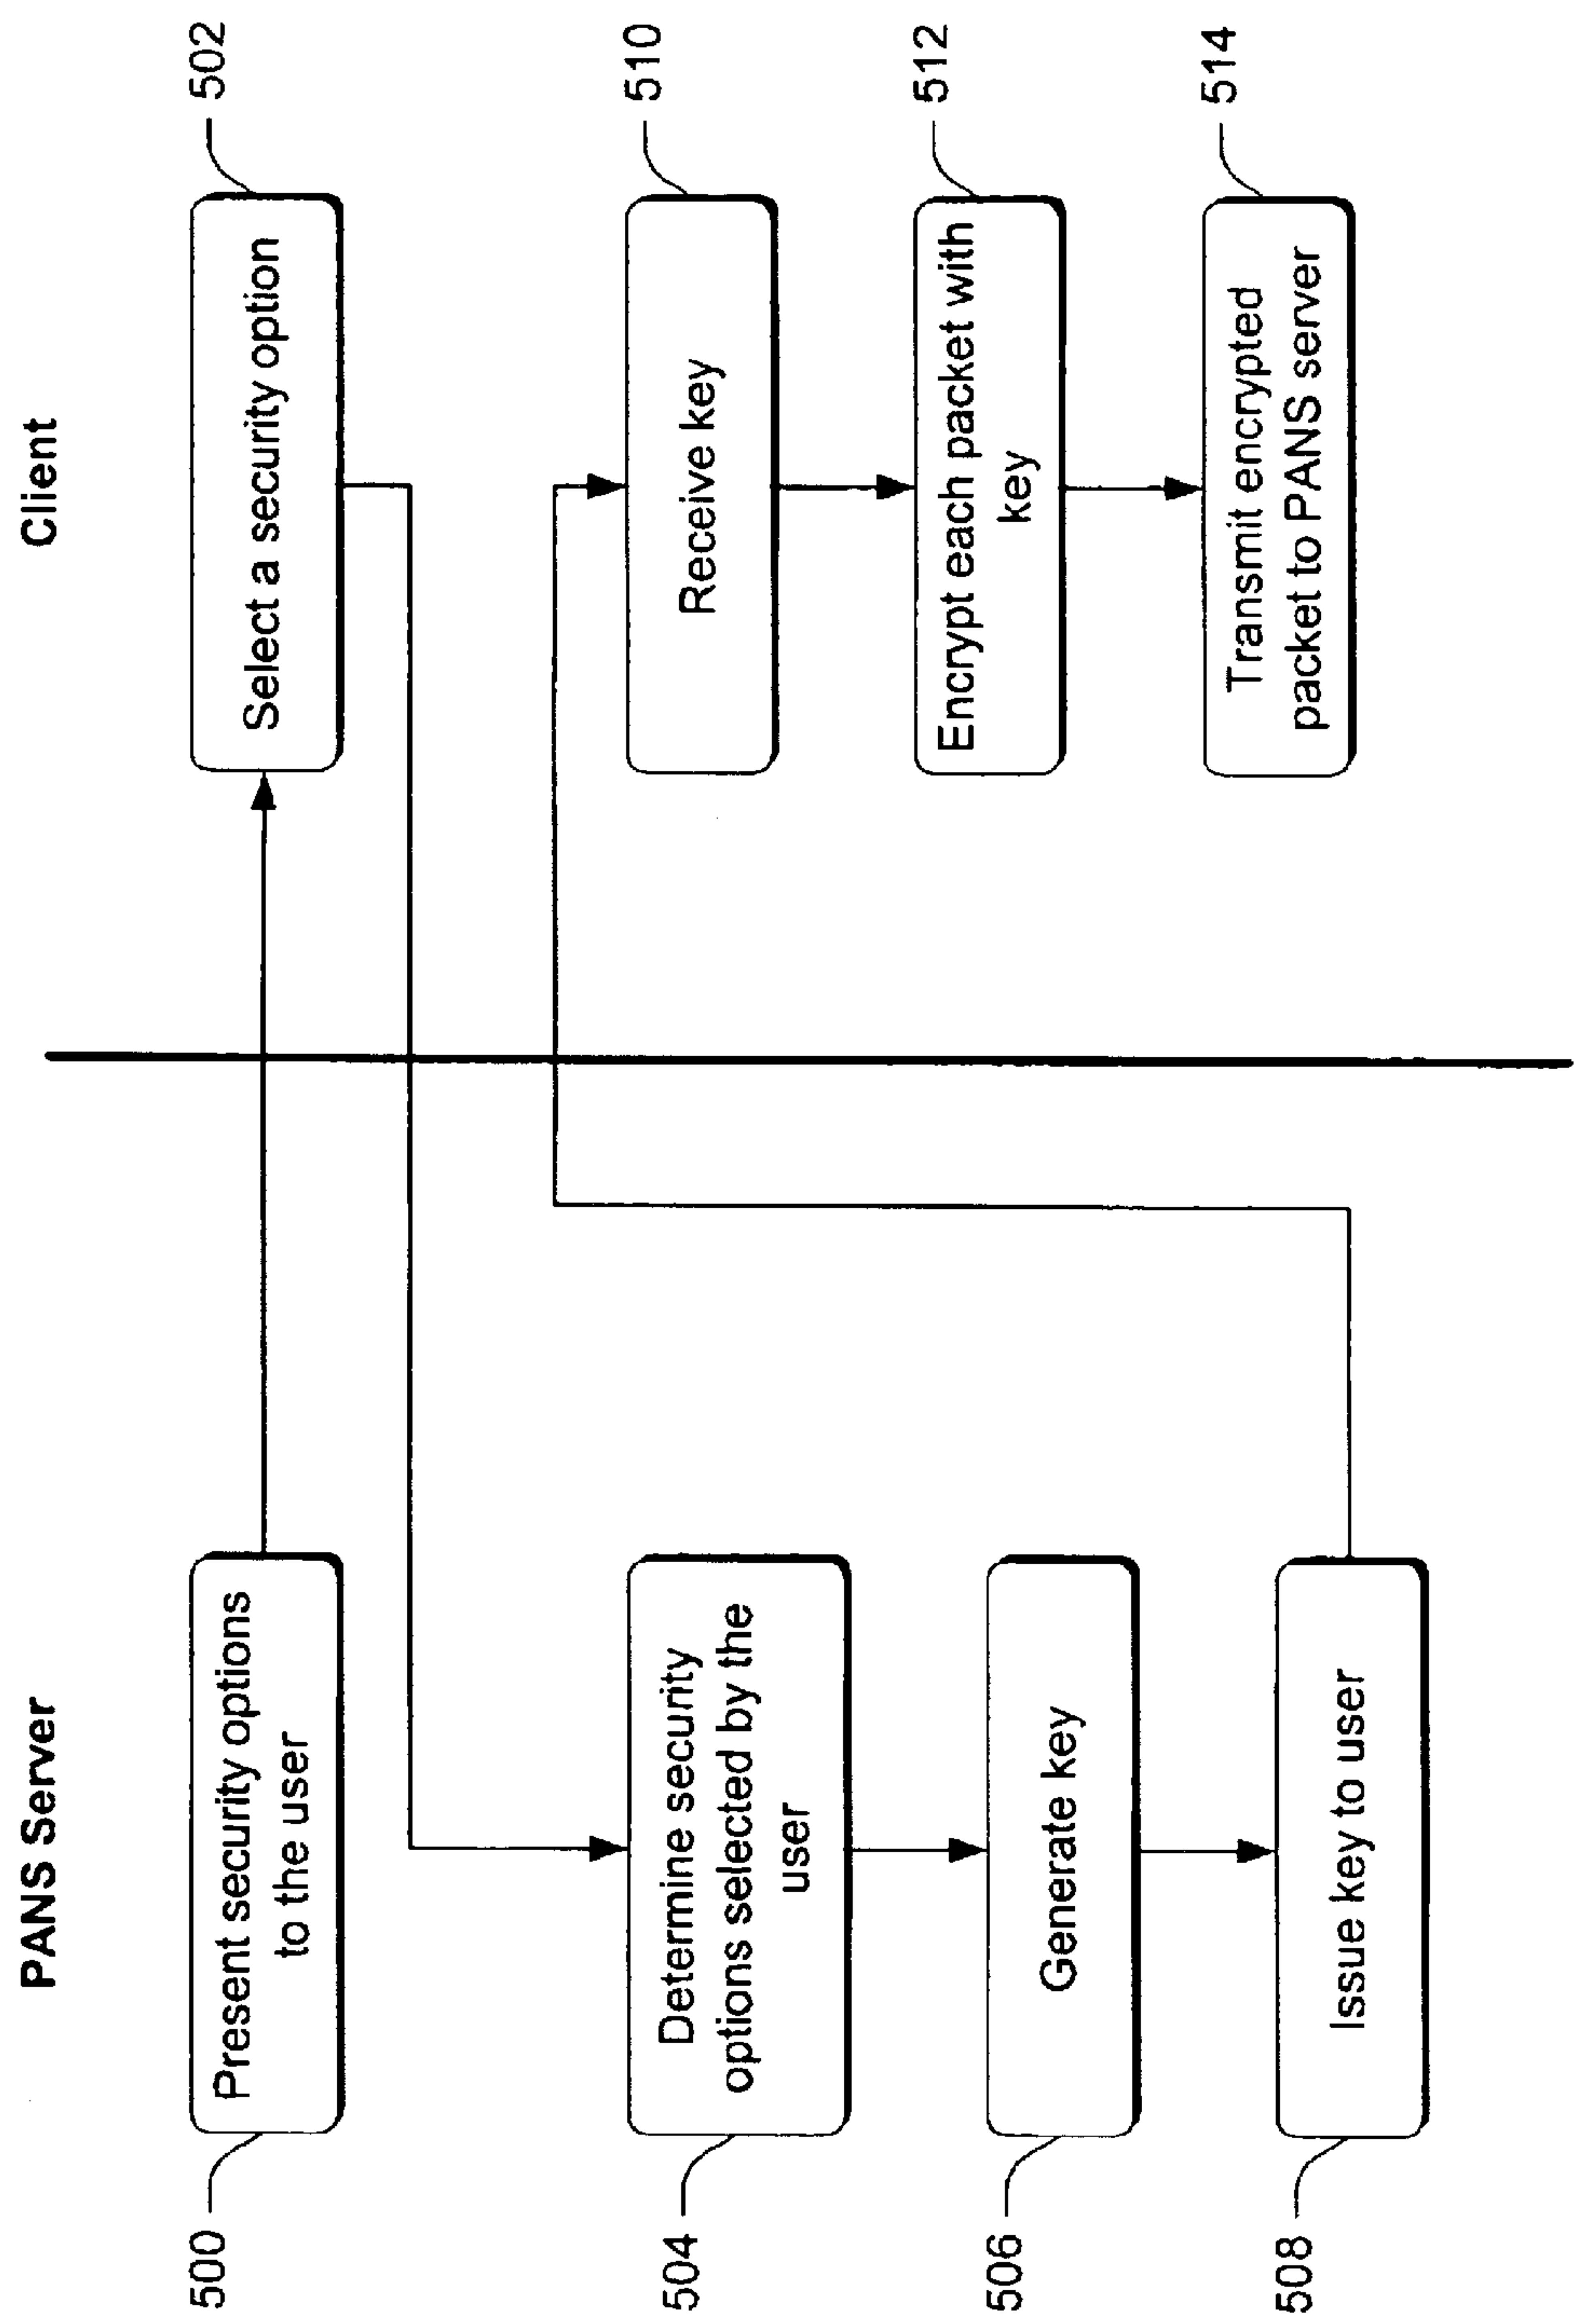 PANS Server
Client
500
Present security options
to the user
Select a security option
502
504
Determine security
options selected by the
user
Receive key
510
506
Generate key
Encrypt each packet with
key
512
508
Issue key to user
Transmit encrypted
packet to PANS server
514